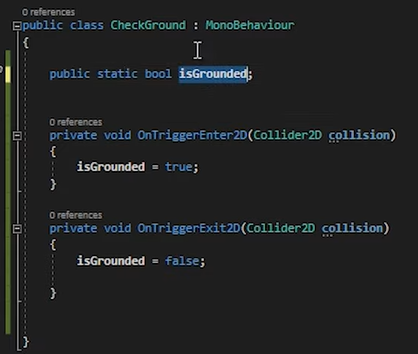 0 references
public class CheckGround : MonoBehaviour
{
public static bool isGrounded;
0 references
private void OnTriggerEnter2D(Collider2D collision)
{
isGrounded = true;
}
0 references
private void OnTriggerExit2D(Collider2D collision)
{
isGrounded = false;
}
}